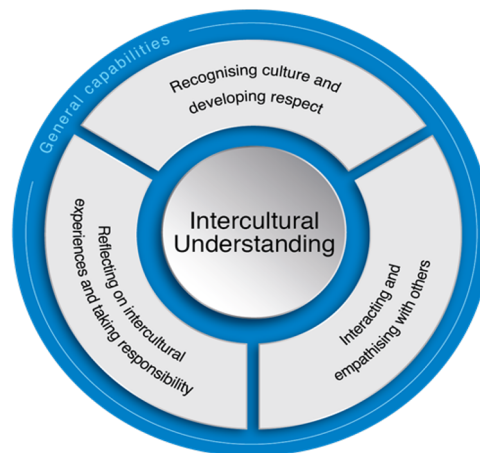 General capabilities
Recognising culture and
developing respect
Intercultural
Understanding
Interacting and
empathising with others
Reflecting on intercultural
experiences and taking responsibility